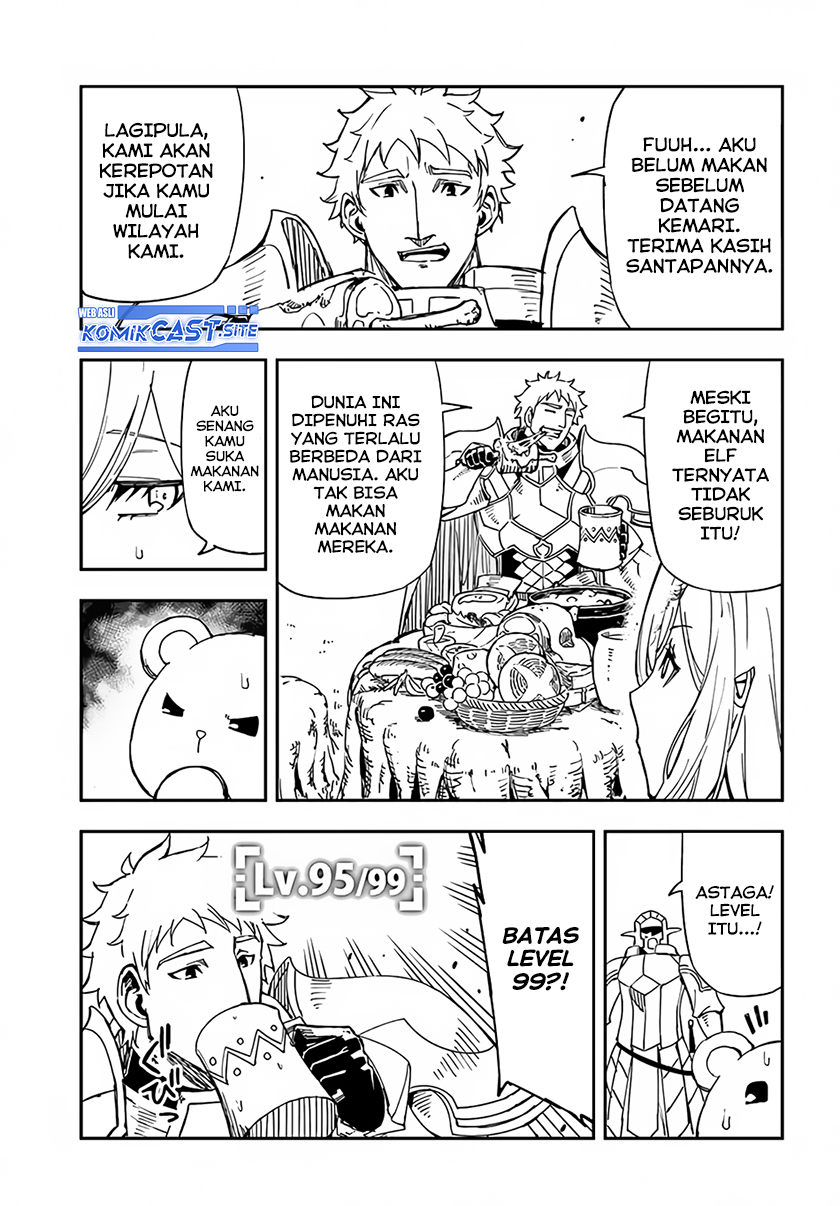 FUUH... AKU
BELUM MAKAN
SEBELUM
DATANG
KEMARI.
TERIMA KASIH
SANTAPANNYA.
LAGIPULA,
KAMI AKAN
KEREPOTAN
JIKA KAMU
MULAI
WILAYAH
KAMI.
WEB ASLI
KOMIKCAST.SITE
MESKI
BEGITU,
MAKANAN
ELF
TERNYATA
TIDAK
SEBURUK
ITU!
DUNIA INI
DIPENUHI RAS
YANG TERLALU
BERBEDA DARI
MANUSIA. AKU
TAK BISA
MAKAN
MAKANAN
MEREKA.
AKU
SENANG
KAMU
SUKA
MAKANAN
KAMI.
ASTAGA!
LEVEL
ITU...!
BATAS
LEVEL
99?!
Lv.95/99